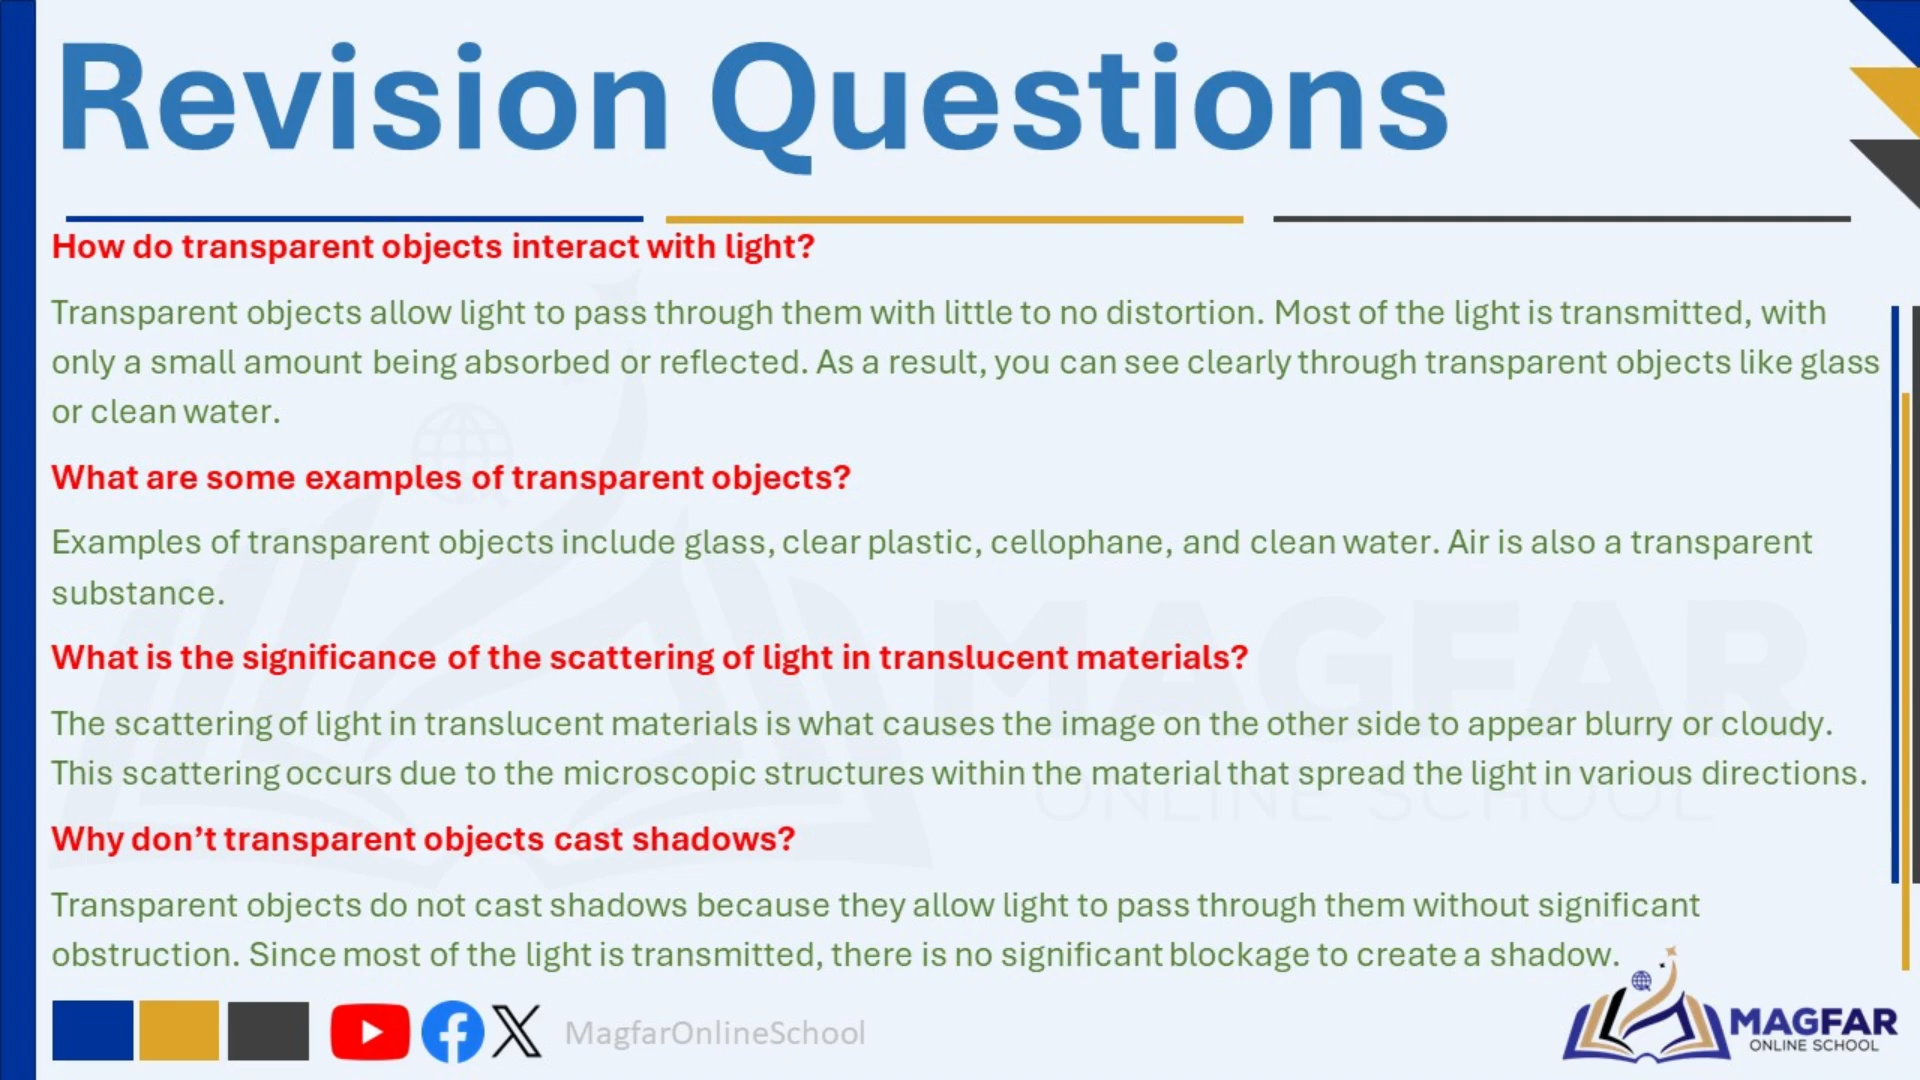 Revision Questions
How do transparent objects interact with light?
Transparent objects allow light to pass through them with little to no distortion. Most of the light is transmitted, with
only a small amount being absorbed or reflected. As a result, you can see clearly through transparent objects like glass
or clean water.
What are some examples of transparent objects?
Examples of transparent objects include glass, clear plastic, cellophane, and clean water. Air is also a transparent
substance.
What is the significance of the scattering of light in translucent materials?
The scattering of light in translucent materials is what causes the image on the other side to appear blurry or cloudy.
This scattering occurs due to the microscopic structures within the material that spread the light in various directions.
Why don’t transparent objects cast shadows?
Transparent objects do not cast shadows because they allow light to pass through them without significant
obstruction. Since most of the light is transmitted, there is no significant blockage to create a shadow.
MagfarOnlineSchool
MAGFAR
ONLINE SCHOOL
MAGFAR
ONLINE SCHOOL